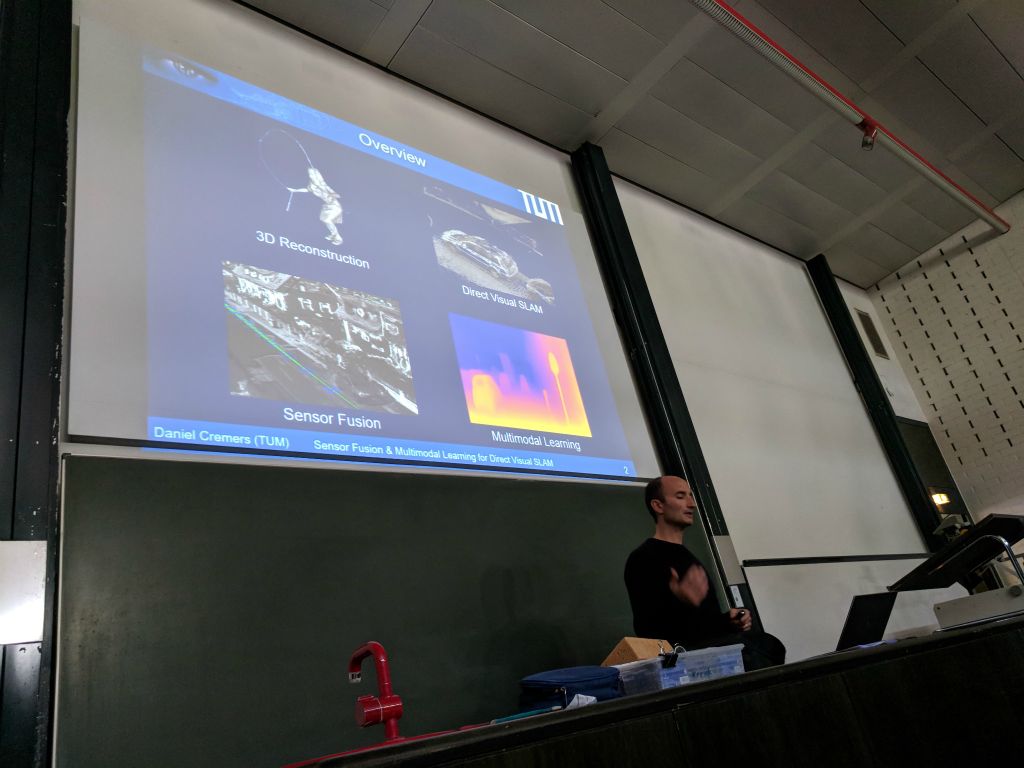 Overview
TUM
3D Reconstruction
Direct Visual SLAM
Sensor Fusion
Multimodal Learning
Daniel Cremers (TUM) Sensor Fusion & Multimodal Learning for Direct Visual SLAM 2